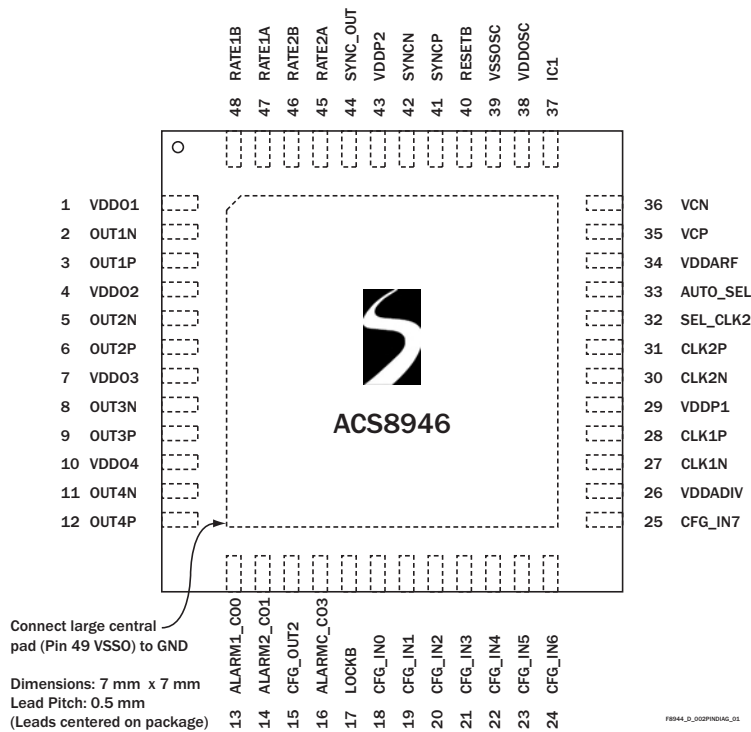 48 RATE1B
47 RATE1A
46 RATE2B
45 RATE2A
44 SYNC_OUT
43 VDDP2
42 SYNCN
41 SYNCP
40 RESETB
39 VSSOSC
38 VDDOSC
37 IC1
1 VDDO1
2 OUT1N
3 OUT1P
4 VDDO2
5 OUT2N
6 OUT2P
7 VDDO3
8 OUT3N
9 OUT3P
10 VDDO4
11 OUT4N
12 OUT4P
ACS8946
36 VCN
35 VCP
34 VDDARF
33 AUTO_SEL
32 SEL_CLK2
31 CLK2P
30 CLK2N
29 VDDP1
28 CLK1P
27 CLK1N
26 VDDADIV
25 CFG_IN7
13 ALARM1_CO0
14 ALARM2_CO1
15 CFG_OUT2
16 ALARMC_CO3
17 LOCKB
18 CFG_IN0
19 CFG_IN1
20 CFG_IN2
21 CFG_IN3
22 CFG_IN4
23 CFG_IN5
24 CFG_IN6
Connect large central
pad (Pin 49 VSSO) to GND
Dimensions: 7 mm x 7 mm
Lead Pitch: 0.5 mm
(Leads centered on package)
F8944_D_002PINDIAG_01